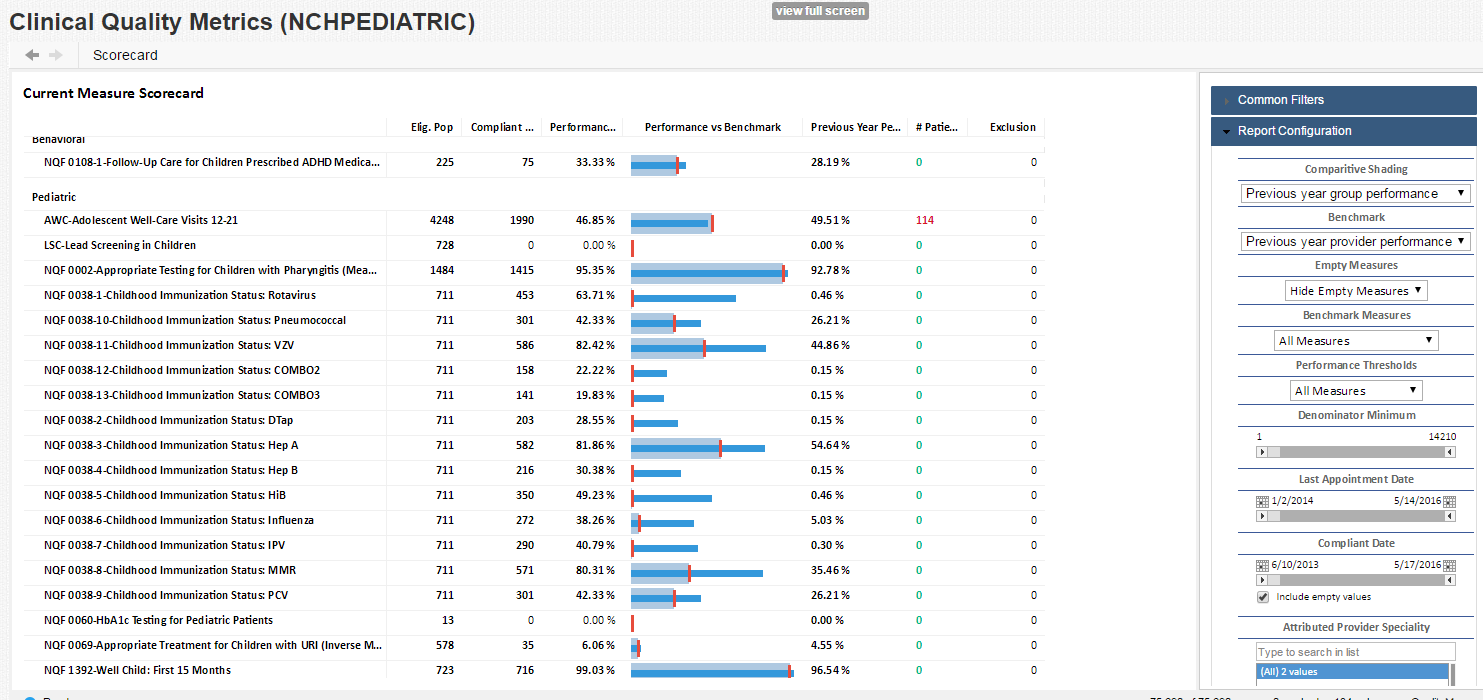 Clinical Quality Metrics (NCHPEDIATRIC)
view full screen
Scorecard
Current Measure Scorecard
Elig. Pop Compliant ... Performanc... Performance vs Benchmark Previous Year Pe... # Patie... Exclusion
Behavioral
NQF 0108-1-Follow-Up Care for Children Prescribed ADHD Medica... 225 75 33.33 % 28.19 % 0 0
Pediatric
AWC-Adolescent Well-Care Visits 12-21 4248 1990 46.85 % 49.51 % 114 0
LSC-Lead Screening in Children 728 0 0.00 % 0.00 % 0 0
NQF 0002-Appropriate Testing for Children with Pharyngitis (Mea... 1484 1415 95.35 % 92.78 % 0 0
NQF 0038-1-Childhood Immunization Status: Rotavirus 711 453 63.71 % 0.46 % 0 0
NQF 0038-10-Childhood Immunization Status: Pneumococcal 711 301 42.33 % 26.21 % 0 0
NQF 0038-11-Childhood Immunization Status: VZV 711 586 82.42 % 44.86 % 0 0
NQF 0038-12-Childhood Immunization Status: COMBO2 711 158 22.22 % 0.15 % 0 0
NQF 0038-13-Childhood Immunization Status: COMBO3 711 141 19.83 % 0.15 % 0 0
NQF 0038-2-Childhood Immunization Status: DTap 711 203 28.55 % 0.15 % 0 0
NQF 0038-3-Childhood Immunization Status: Hep A 711 582 81.86 % 54.64 % 0 0
NQF 0038-4-Childhood Immunization Status: Hep B 711 216 30.38 % 0.15 % 0 0
NQF 0038-5-Childhood Immunization Status: HiB 711 350 49.23 % 0.46 % 0 0
NQF 0038-6-Childhood Immunization Status: Influenza 711 272 38.26 % 5.03 % 0 0
NQF 0038-7-Childhood Immunization Status: IPV 711 290 40.79 % 0.30 % 0 0
NQF 0038-8-Childhood Immunization Status: MMR 711 571 80.31 % 35.46 % 0 0
NQF 0038-9-Childhood Immunization Status: PCV 711 301 42.33 % 26.21 % 0 0
NQF 0060-HbA1c Testing for Pediatric Patients 13 0 0.00 % 0.00 % 0 0
NQF 0069-Appropriate Treatment for Children with URI (Inverse M... 578 35 6.06 % 4.55 % 0 0
NQF 1392-Well Child: First 15 Months 723 716 99.03 % 96.54 % 0 0
Common Filters
Report Configuration
Comparitive Shading
Previous year group performance
Benchmark
Previous year provider performance
Empty Measures
Hide Empty Measures
Benchmark Measures
All Measures
Performance Thresholds
All Measures
Denominator Minimum
1 14210
Last Appointment Date
1/2/2014 5/14/2016
Compliant Date
6/10/2013 5/17/2016
Include empty values
Attributed Provider Speciality
Type to search in list
(All) 2 values